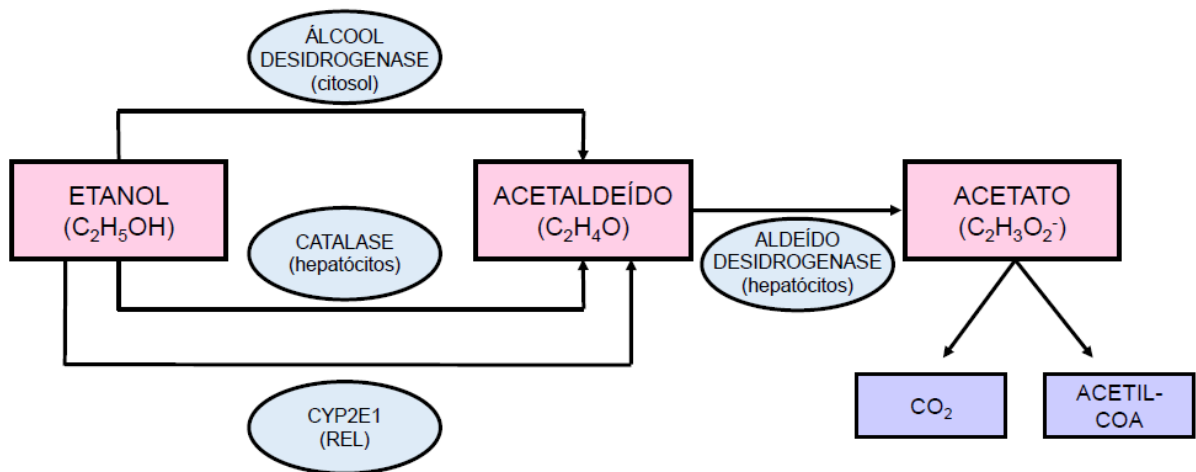 ÁLCOOL
DESIDROGENASE
(citosol)
ETANOL
(C₂H₅OH)
ACETALDEÍDO
(C₂H₄O)
ACETATO
(C₂H₃O₂⁻)
CATALASE
(hepatócitos)
ALDEÍDO
DESIDROGENASE
(hepatócitos)
CYP2E1
(REL)
CO₂
ACETIL-
COA